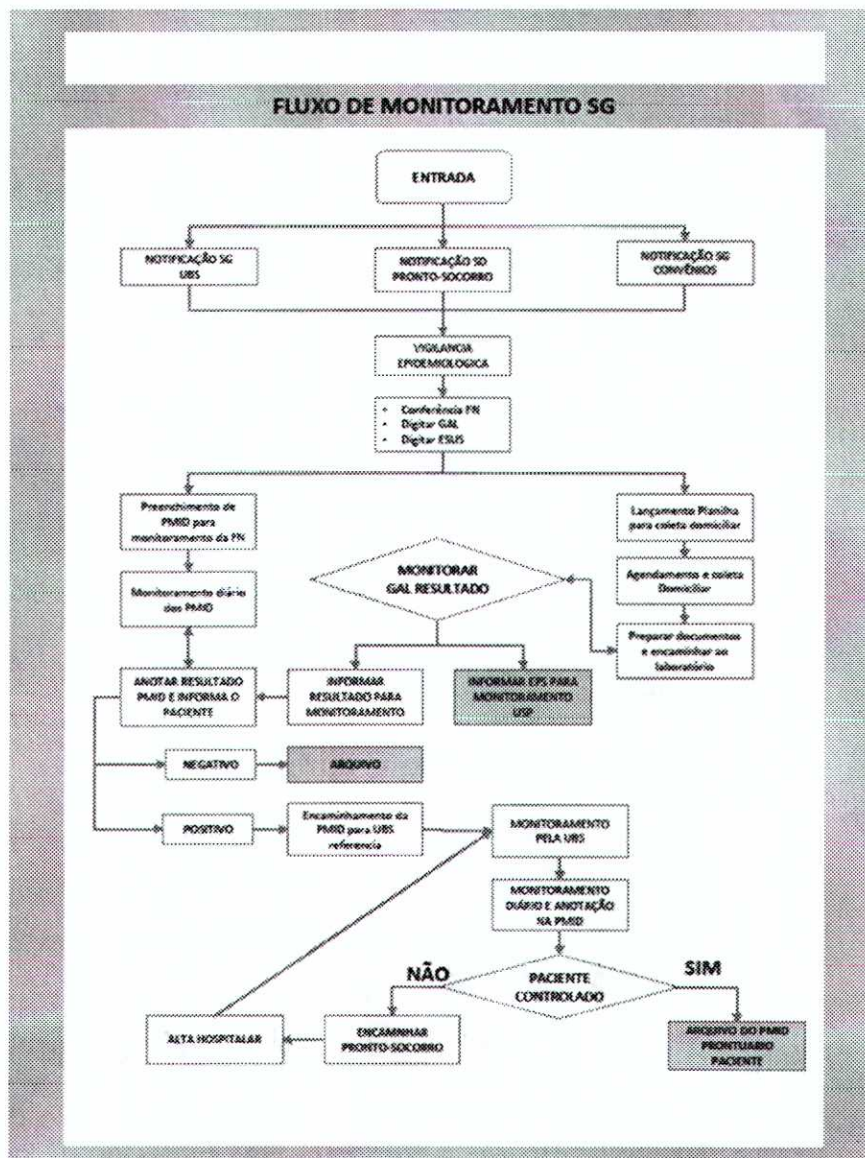 FLUXO DE MONITORAMENTO SG
ENTRADA
NOTIFICAÇÃO SG
UBS
NOTIFICAÇÃO SG
PRONTO-SOCORRO
NOTIFICAÇÃO SG
CONVÊNIOS
VIGILANCIA
EPIDEMIOLOGICA
• Conferência FN
• Digitar GAL
• Digitar ESUS
Preenchimento de
PMID para
monitoramento da FN
Lançamento Planilha
para coleta domiciliar
MONITORAR
GAL RESULTADO
Monitoramento diário
dos PMID
Agendamento e coleta
Domiciliar
Preparar documentos
e encaminhar ao
laboratório
ANOTAR RESULTADO
PMID E INFORMA O
PACIENTE
INFORMAR
RESULTADO PARA
MONITORAMENTO
INFORMAR EPS PARA
MONITORAMENTO
USP
NEGATIVO
ARQUIVO
POSITIVO
Encaminhamento da
PMID para UBS
referencia
MONITORAMENTO
PELA UBS
MONITORAMENTO
DIÁRIO E ANOTAÇÃO
NA PMID
NÃO
PACIENTE
CONTROLADO
SIM
ALTA HOSPITALAR
ENCAMINHAR
PRONTO-SOCORRO
ARQUIVO DO PMID
PRONTUARIO
PACIENTE